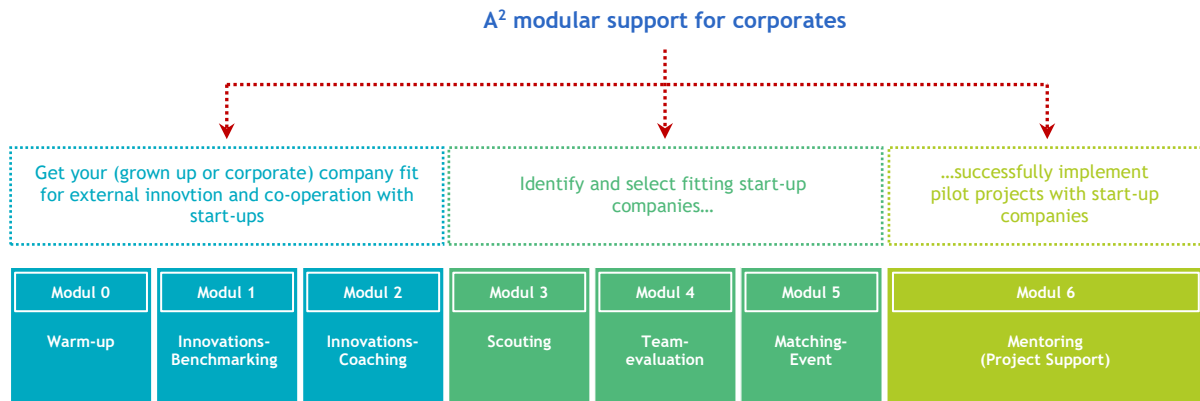 A² modular support for corporates
Get your (grown up or corporate) company fit
for external innovtion and co-operation with
start-ups
Identify and select fitting start-up
companies…
…successfully implement
pilot projects with start-up
companies
Modul 0
Warm-up
Modul 1
Innovations-
Benchmarking
Modul 2
Innovations-
Coaching
Modul 3
Scouting
Modul 4
Team-
evaluation
Modul 5
Matching-
Event
Modul 6
Mentoring
(Project Support)